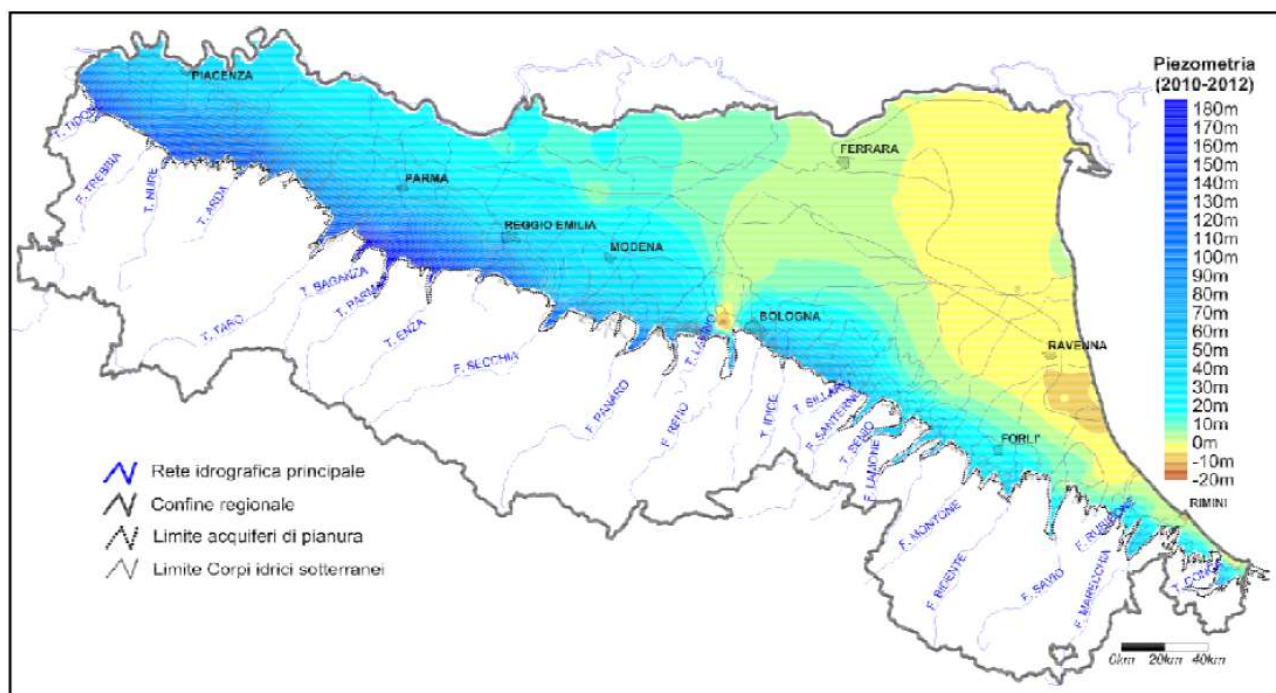 Piezometria
(2010-2012)
180m
170m
160m
150m
140m
130m
120m
110m
100m
90m
80m
70m
60m
50m
40m
30m
20m
10m
0m
-10m
-20m
PIACENZA
PARMA
REGGIO EMILIA
MODENA
BOLOGNA
FERRARA
RAVENNA
FORLI'
RIMINI
T. TIDONE
F. TREBBIA
T. NURE
T. ARDA
T. TARO
T. BAGANZA
T. PARMA
T. ENZA
F. SECCHIA
F. PANARO
F. RENO
T. LAVINO
T. IDICE
T. SILLARO
F. SANTERNO
T. SENIO
F. LAMONE
F. MONTONE
F. RIDENTE
F. SAVIO
F. RUBICONE
F. MARECCHIA
T. CONCA
Rete idrografica principale
Confine regionale
Limite acquiferi di pianura
Limite Corpi idrici sotterranei
0km 20km 40km